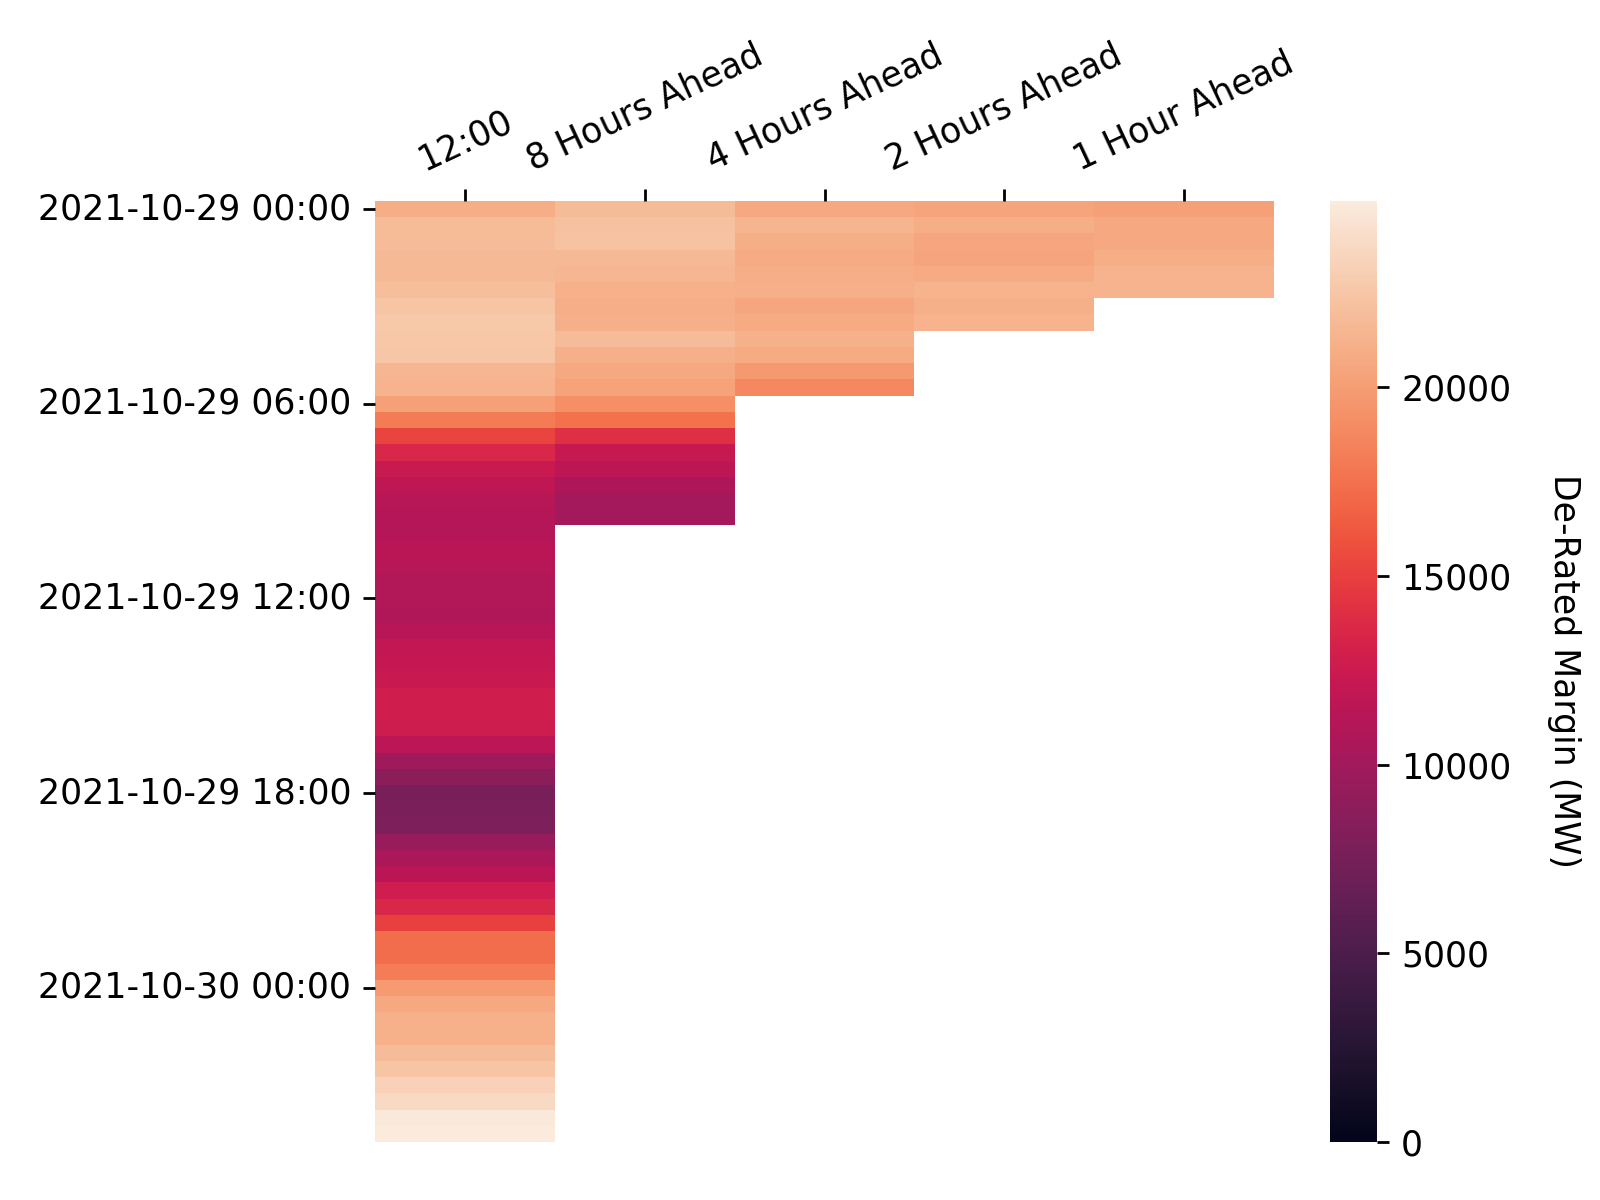 12:00
8 Hours Ahead
4 Hours Ahead
2 Hours Ahead
1 Hour Ahead
2021-10-29 00:00
2021-10-29 06:00
2021-10-29 12:00
2021-10-29 18:00
2021-10-30 00:00
20000
15000
10000
5000
0
De-Rated Margin (MW)